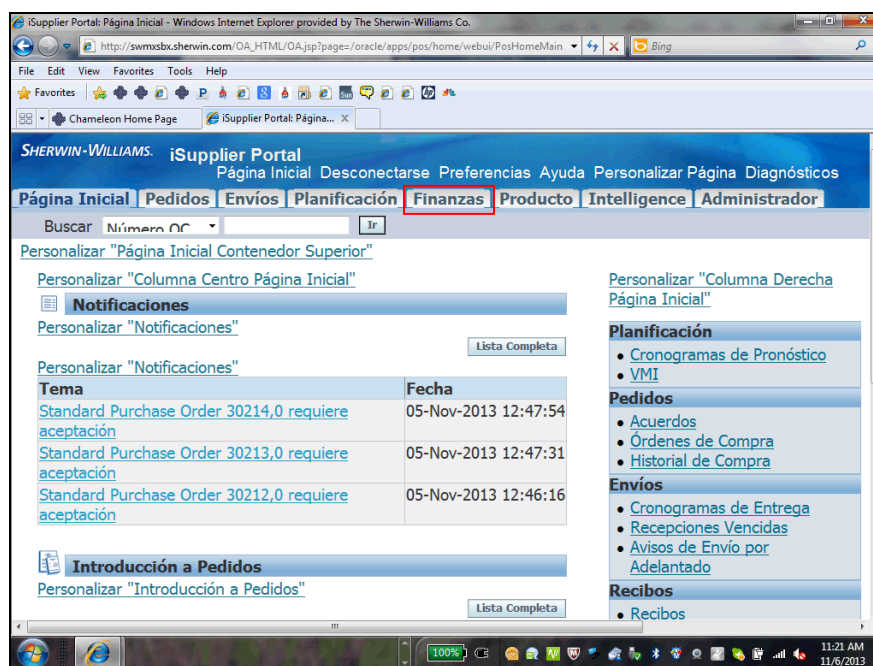 iSupplier Portal: Página Inicial - Windows Internet Explorer provided by The Sherwin-Williams Co.
http://swmxsbx.sherwin.com/OA_HTML/OA.jsp?page=/oracle/apps/pos/home/webui/PosHomeMain
Bing
File Edit View Favorites Tools Help
Favorites
Chameleon Home Page
iSupplier Portal: Página...
SHERWIN-WILLIAMS. iSupplier Portal
Página Inicial Desconectarse Preferencias Ayuda Personalizar Página Diagnósticos
Página Inicial Pedidos Envíos Planificación Finanzas Producto Intelligence Administrador
Buscar Número OC Ir
Personalizar "Página Inicial Contenedor Superior"
Personalizar "Columna Centro Página Inicial"
Notificaciones
Personalizar "Notificaciones"
Lista Completa
Personalizar "Notificaciones"
Tema Fecha
Standard Purchase Order 30214,0 requiere aceptación 05-Nov-2013 12:47:54
Standard Purchase Order 30213,0 requiere aceptación 05-Nov-2013 12:47:31
Standard Purchase Order 30212,0 requiere aceptación 05-Nov-2013 12:46:16
Introducción a Pedidos
Personalizar "Introducción a Pedidos"
Lista Completa
Personalizar "Columna Derecha
Página Inicial"
Planificación
Cronogramas de Pronóstico
VMI
Pedidos
Acuerdos
Órdenes de Compra
Historial de Compra
Envíos
Cronogramas de Entrega
Recepciones Vencidas
Avisos de Envío por
Adelantado
Recibos
Recibos
100%
11:21 AM
11/6/2013